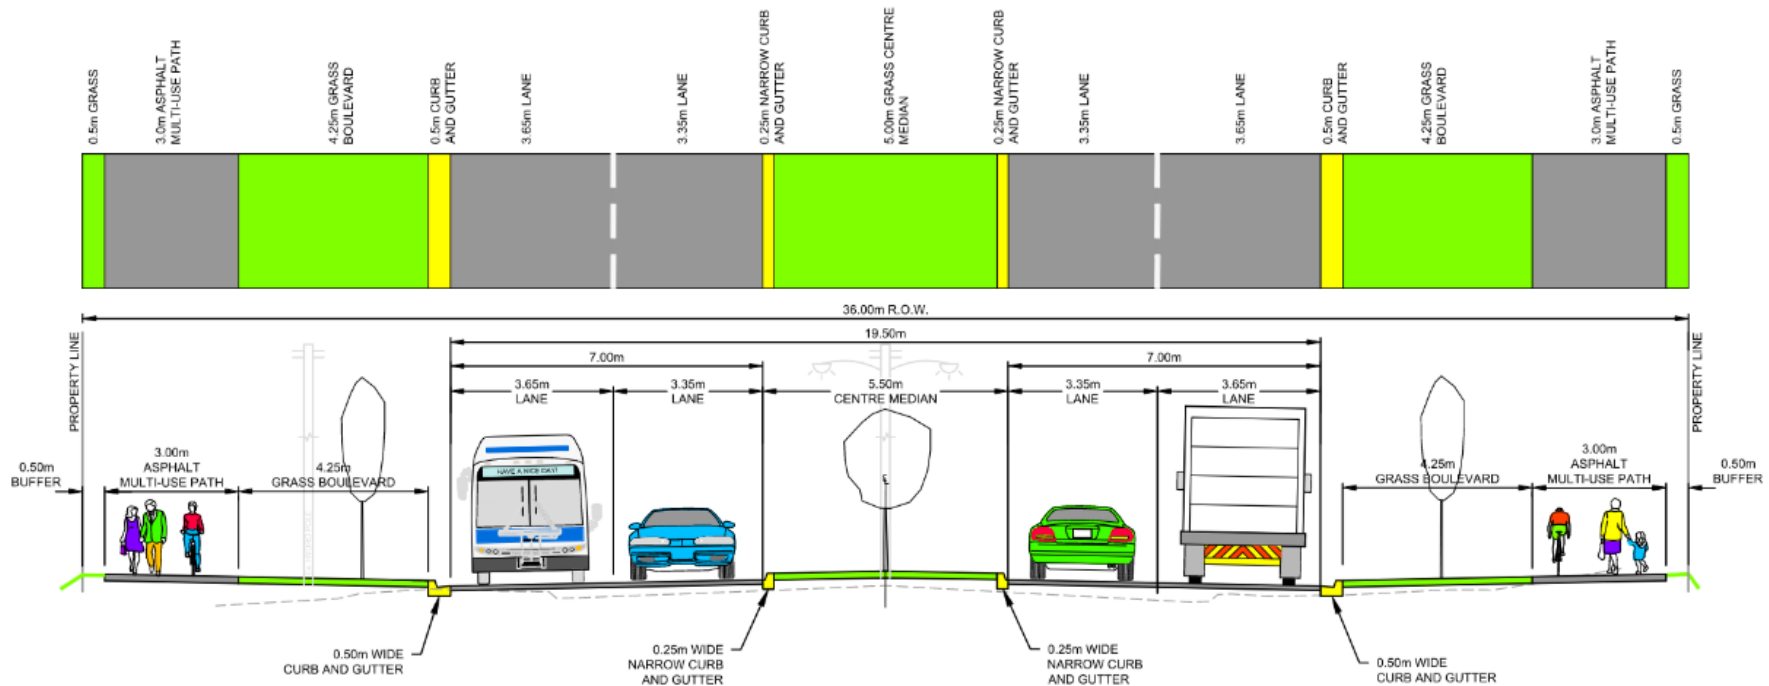 0.5m GRASS
3.0m ASPHALT
MULTI-USE PATH
4.25m GRASS
BOULEVARD
0.5m CURB
AND GUTTER
3.65m LANE
3.35m LANE
0.25m NARROW CURB
AND GUTTER
5.00m GRASS CENTRE
MEDIAN
0.25m NARROW CURB
AND GUTTER
3.35m LANE
3.65m LANE
0.5m CURB
AND GUTTER
4.25m GRASS
BOULEVARD
3.0m ASPHALT
MULTI-USE PATH
0.5m GRASS
36.00m R.O.W.
19.50m
7.00m
7.00m
PROPERTY LINE
3.65m
LANE
3.35m
LANE
5.50m
CENTRE MEDIAN
3.35m
LANE
3.65m
LANE
PROPERTY LINE
0.50m
BUFFER
3.00m
ASPHALT
MULTI-USE PATH
4.25m
GRASS BOULEVARD
HAVE A NICE DAY!
4.25m
GRASS BOULEVARD
3.00m
ASPHALT
MULTI-USE PATH
0.50m
BUFFER
0.50m WIDE
CURB AND GUTTER
0.25m WIDE
NARROW CURB
AND GUTTER
0.25m WIDE
NARROW CURB
AND GUTTER
0.50m WIDE
CURB AND GUTTER